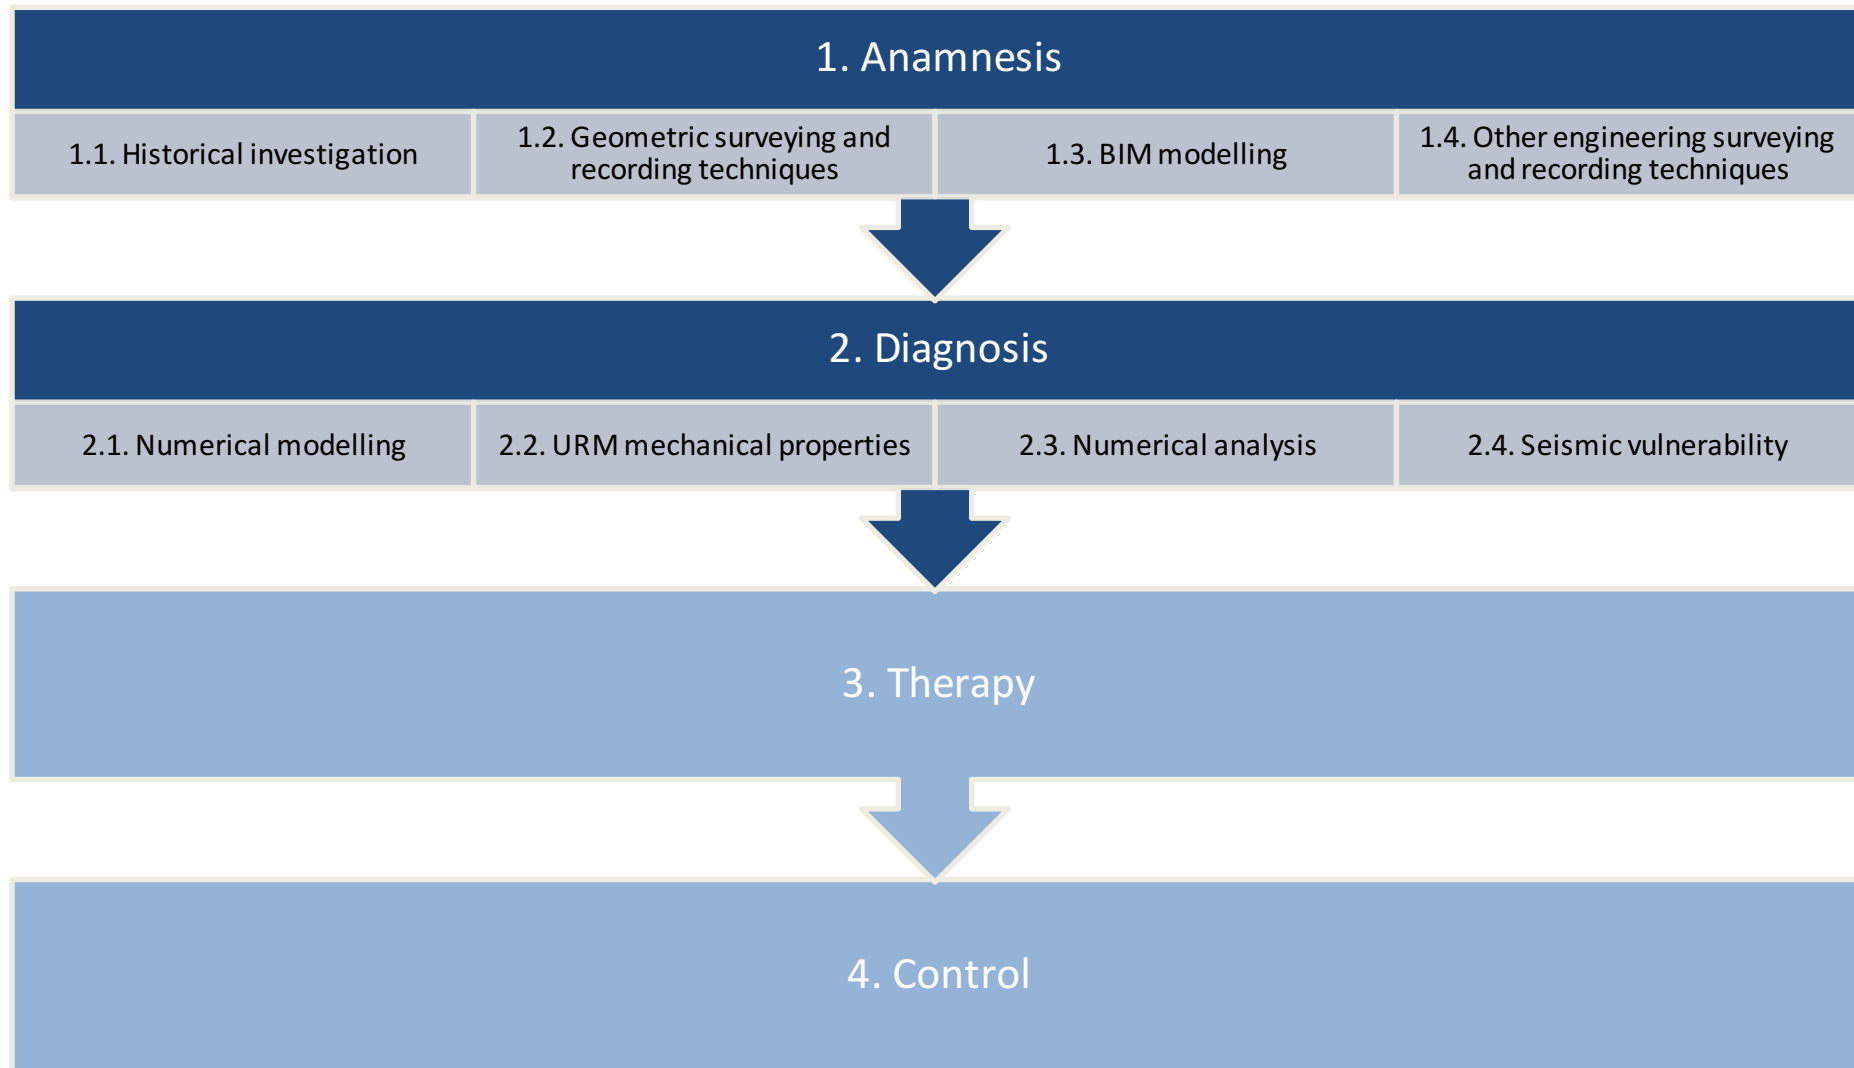 1. Anamnesis
1.1. Historical investigation
1.2. Geometric surveying and
recording techniques
1.3. BIM modelling
1.4. Other engineering surveying
and recording techniques
2. Diagnosis
2.1. Numerical modelling
2.2. URM mechanical properties
2.3. Numerical analysis
2.4. Seismic vulnerability
3. Therapy
4. Control